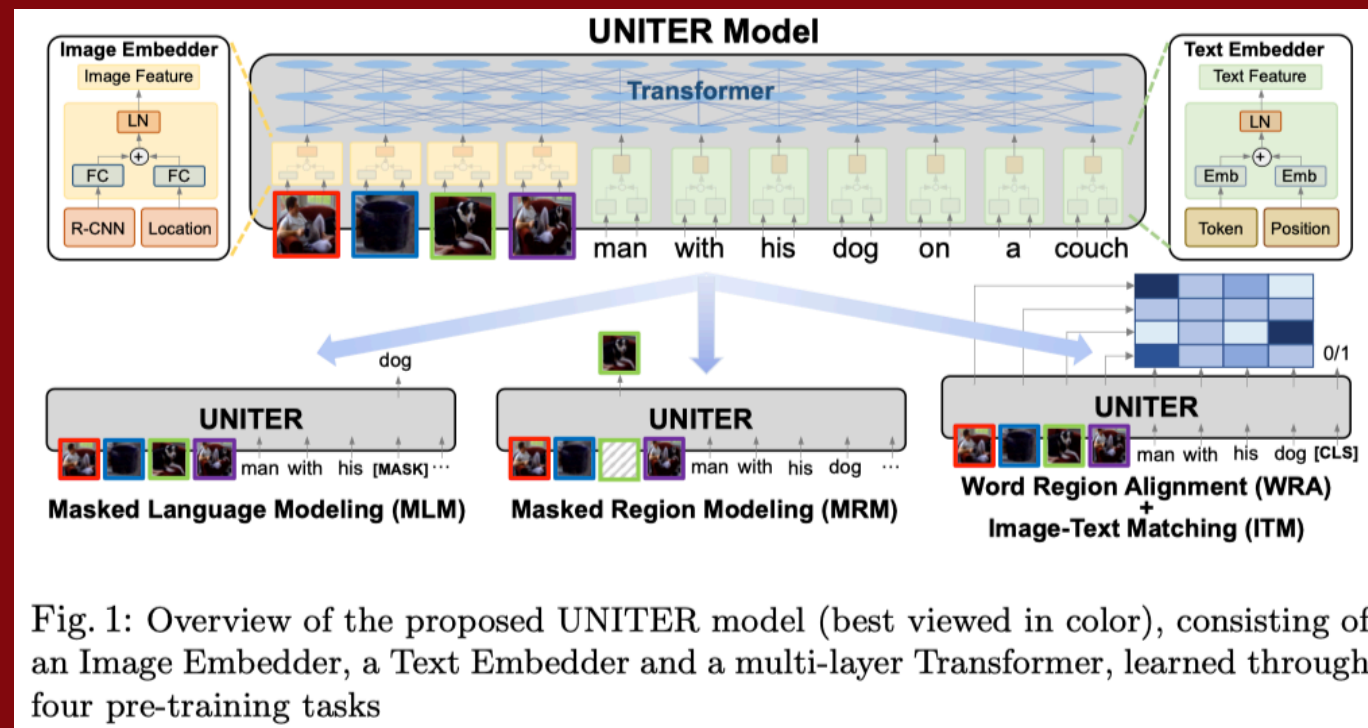 UNITER Model
Image Embedder
Image Feature
LN
+
FC
FC
R-CNN
Location
Transformer
man with his dog on a couch
Text Embedder
Text Feature
LN
+
Emb
Emb
Token
Position
dog
UNITER
man with his [MASK] ...
Masked Language Modeling (MLM)
UNITER
man with his dog ...
Masked Region Modeling (MRM)
0/1
UNITER
man with his dog [CLS]
Word Region Alignment (WRA)
+
Image-Text Matching (ITM)
Fig. 1: Overview of the proposed UNITER model (best viewed in color), consisting of
an Image Embedder, a Text Embedder and a multi-layer Transformer, learned through
four pre-training tasks